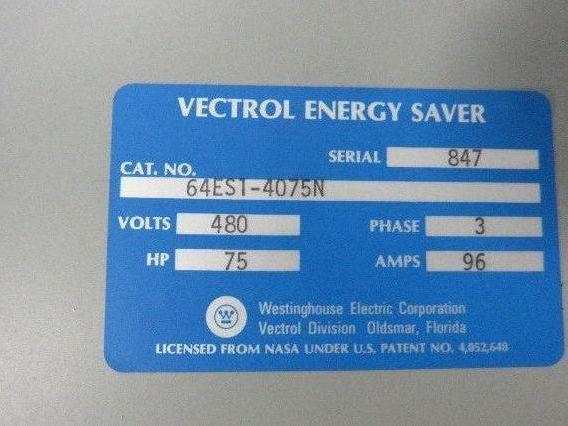 VECTROL ENERGY SAVER
SERIAL 847
CAT. NO.
64ES1-4075N
VOLTS 480 PHASE 3
HP 75 AMPS 96
W
Westinghouse Electric Corporation
Vectrol Division Oldsmar, Florida
LICENSED FROM NASA UNDER U.S. PATENT NO. 4,052,648